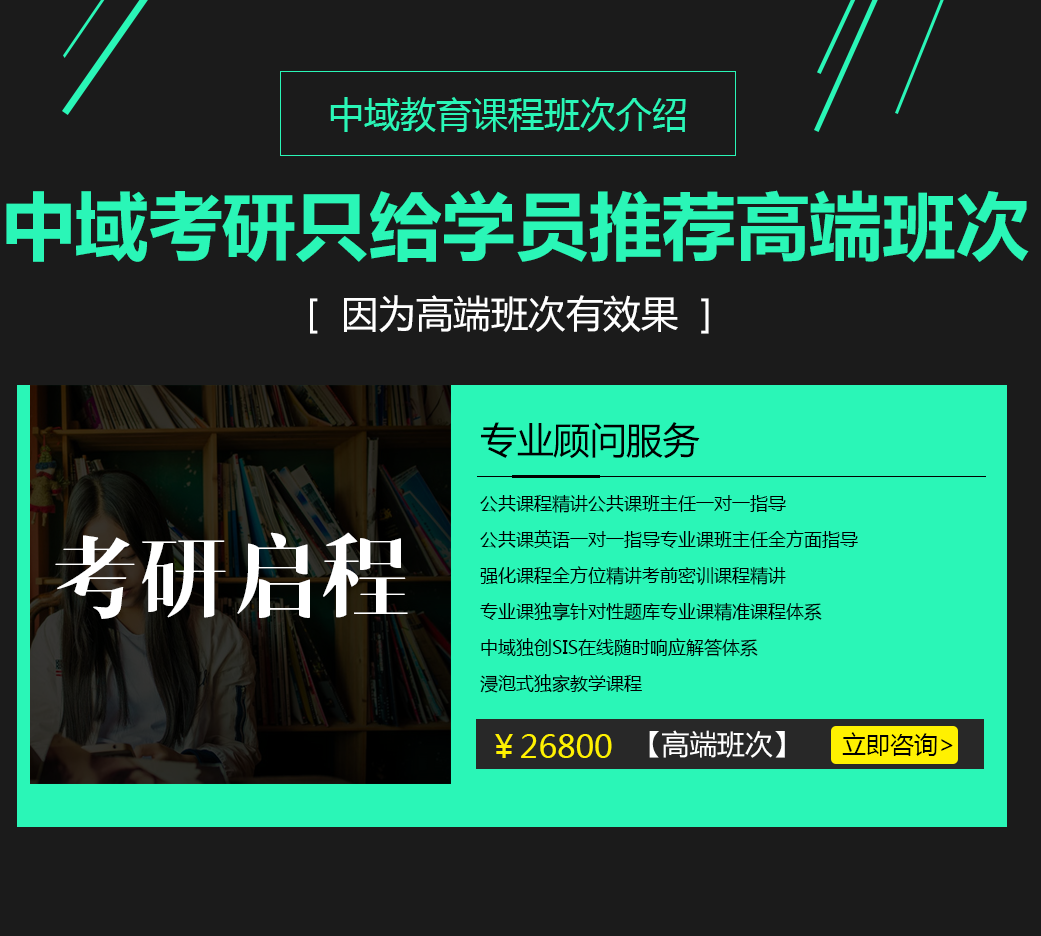 中域教育课程班次介绍
中域考研只给学员推荐高端班次
[ 因为高端班次有效果 ]
考研启程
专业顾问服务
公共课程精讲公共课班主任一对一指导
公共课英语一对一指导专业课班主任全方面指导
强化课程全方位精讲考前密训课程精讲
专业课独享针对性题库专业课精准课程体系
中域独创SIS在线随时响应解答体系
浸泡式独家教学课程
¥26800 【高端班次】 立即咨询>